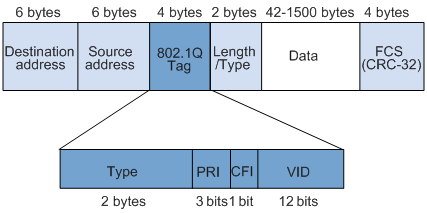 6 bytes 6 bytes 4 bytes 2 bytes 42-1500 bytes 4 bytes
Destination address
Source address
802.1Q Tag
Length /Type
Data
FCS (CRC-32)
Type PRI CFI VID
2 bytes 3 bits 1 bit 12 bits